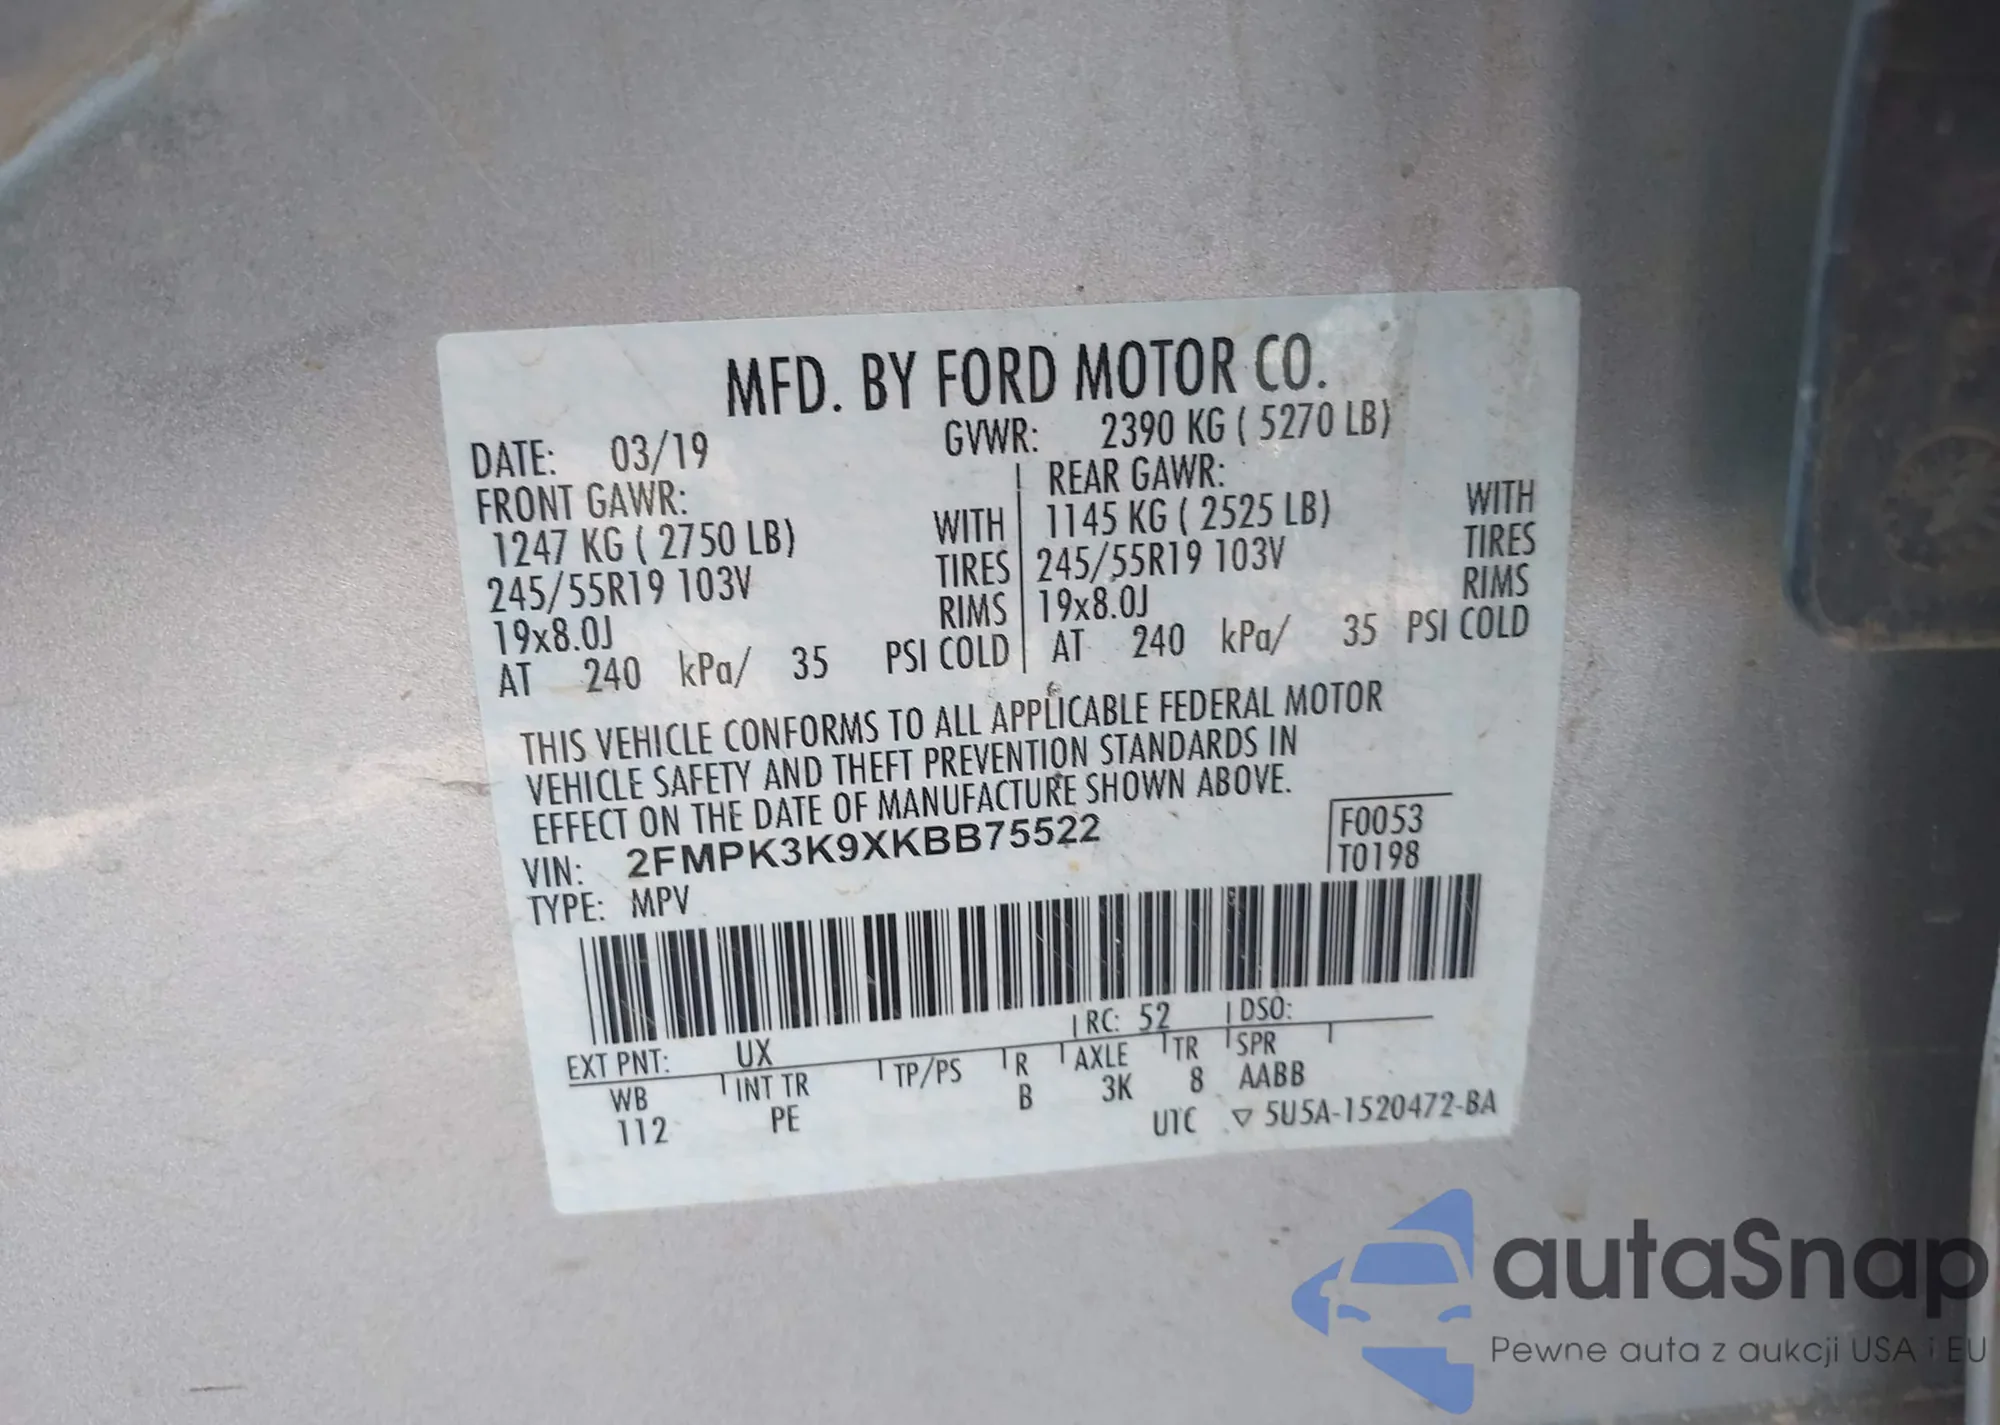 MFD. BY FORD MOTOR CO.
DATE: 03/19 GVWR: 2390 KG ( 5270 LB)
FRONT GAWR: REAR GAWR:
1247 KG ( 2750 LB) WITH 1145 KG ( 2525 LB) WITH
245/55R19 103V TIRES 245/55R19 103V TIRES
19x8.0J RIMS 19x8.0J RIMS
AT 240 kPa/ 35 PSI COLD AT 240 kPa/ 35 PSI COLD
THIS VEHICLE CONFORMS TO ALL APPLICABLE FEDERAL MOTOR
VEHICLE SAFETY AND THEFT PREVENTION STANDARDS IN
EFFECT ON THE DATE OF MANUFACTURE SHOWN ABOVE.
VIN: 2FMPK3K9XKBB75522 F0053
TYPE: MPV T0198
EXT PNT: UX RC: 52 DSO:
WB INT TR TP/PS R AXLE TR SPR
112 PE B 3K 8 AABB
UTC ▽ 5U5A-1520472-BA
autaSnap
Pewne auta z aukcji USA i EU